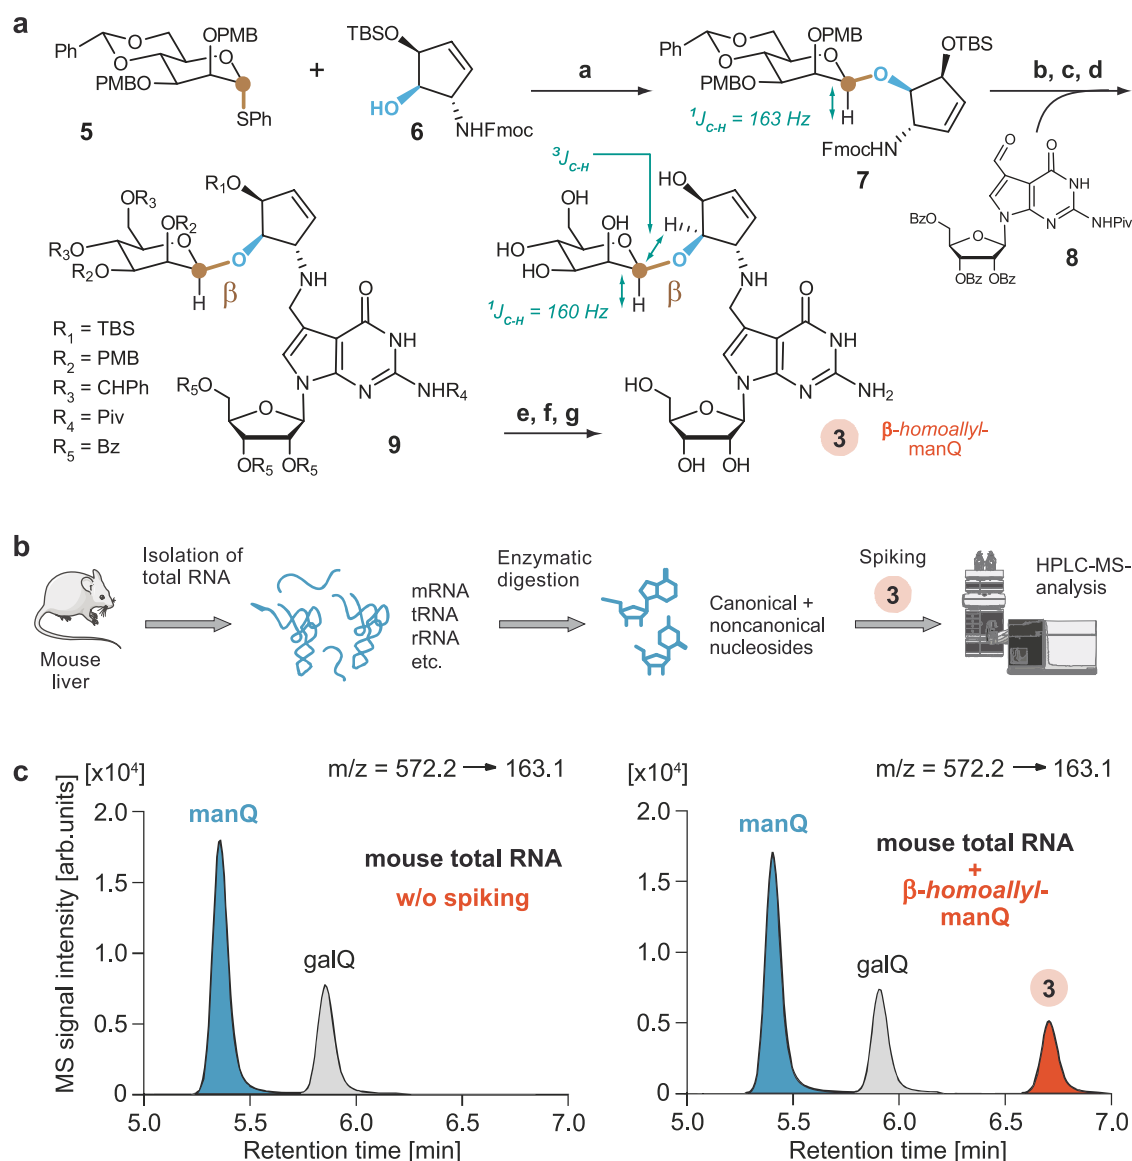 a
Ph
O
O
OPMB
O
PMBO
SPh
5
+
TBSO
HO
NHFmoc
6
a
Ph
O
O
OPMB
O
PMBO
O
OTBS
H
¹J_C-H = 163 Hz
FmocHN
7
b, c, d
O
O
NH
N
N
NHPiv
BzO
O
OBz
OBz
8
OR₃
R₃O
R₂O
OR₂
O
H
β
O
R₁O
NH
O
NH
N
N
NHR₄
R₅O
O
OR₅
OR₅
9
R₁ = TBS
R₂ = PMB
R₃ = CHPh
R₄ = Piv
R₅ = Bz
e, f, g
³J_C-H
HO
HO
HO
OH
O
H
O
β
H
HO
NH
¹J_C-H = 160 Hz
O
NH
N
N
NH₂
HO
O
OH
OH
3
β-homoallyl-
manQ
b
Mouse
liver
Isolation of
total RNA
mRNA
tRNA
rRNA
etc.
Enzymatic
digestion
Canonical +
noncanonical
nucleosides
Spiking
3
HPLC-MS-
analysis
c
MS signal intensity [arb.units]
[x10⁴]
m/z = 572.2 → 163.1
2.0
1.5
1.0
0.5
0
manQ
mouse total RNA
w/o spiking
galQ
5.0 5.5 6.0 6.5 7.0
Retention time [min]
[x10⁴]
m/z = 572.2 → 163.1
2.0
1.5
1.0
0.5
0
manQ
mouse total RNA
+
β-homoallyl-
manQ
galQ
3
5.0 5.5 6.0 6.5 7.0
Retention time [min]